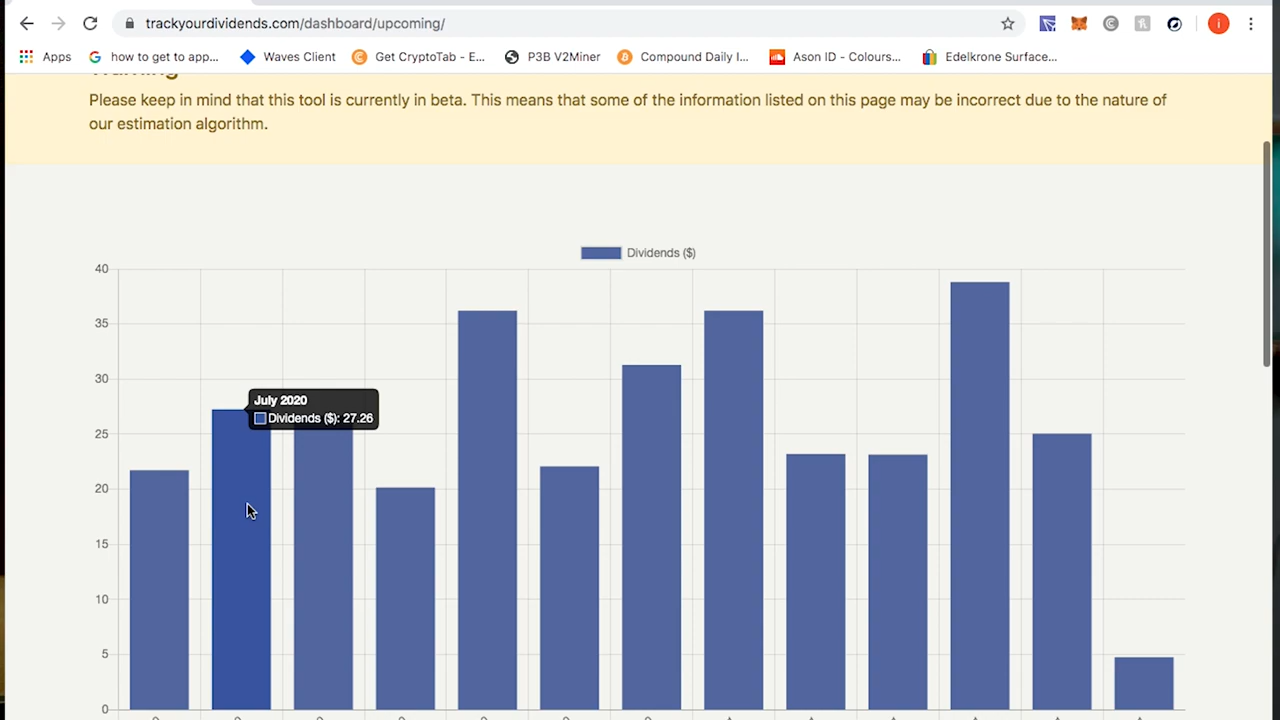 trackyourdividends.com/dashboard/upcoming/
Apps
how to get to app...
Waves Client
Get CryptoTab - E...
P3B V2Miner
Compound Daily I...
Ason ID - Colours...
Edelkrone Surface...
Warning
Please keep in mind that this tool is currently in beta. This means that some of the information listed on this page may be incorrect due to the nature of
our estimation algorithm.
Dividends ($)
40
35
30
25
20
15
10
5
0
July 2020
Dividends ($): 27.26